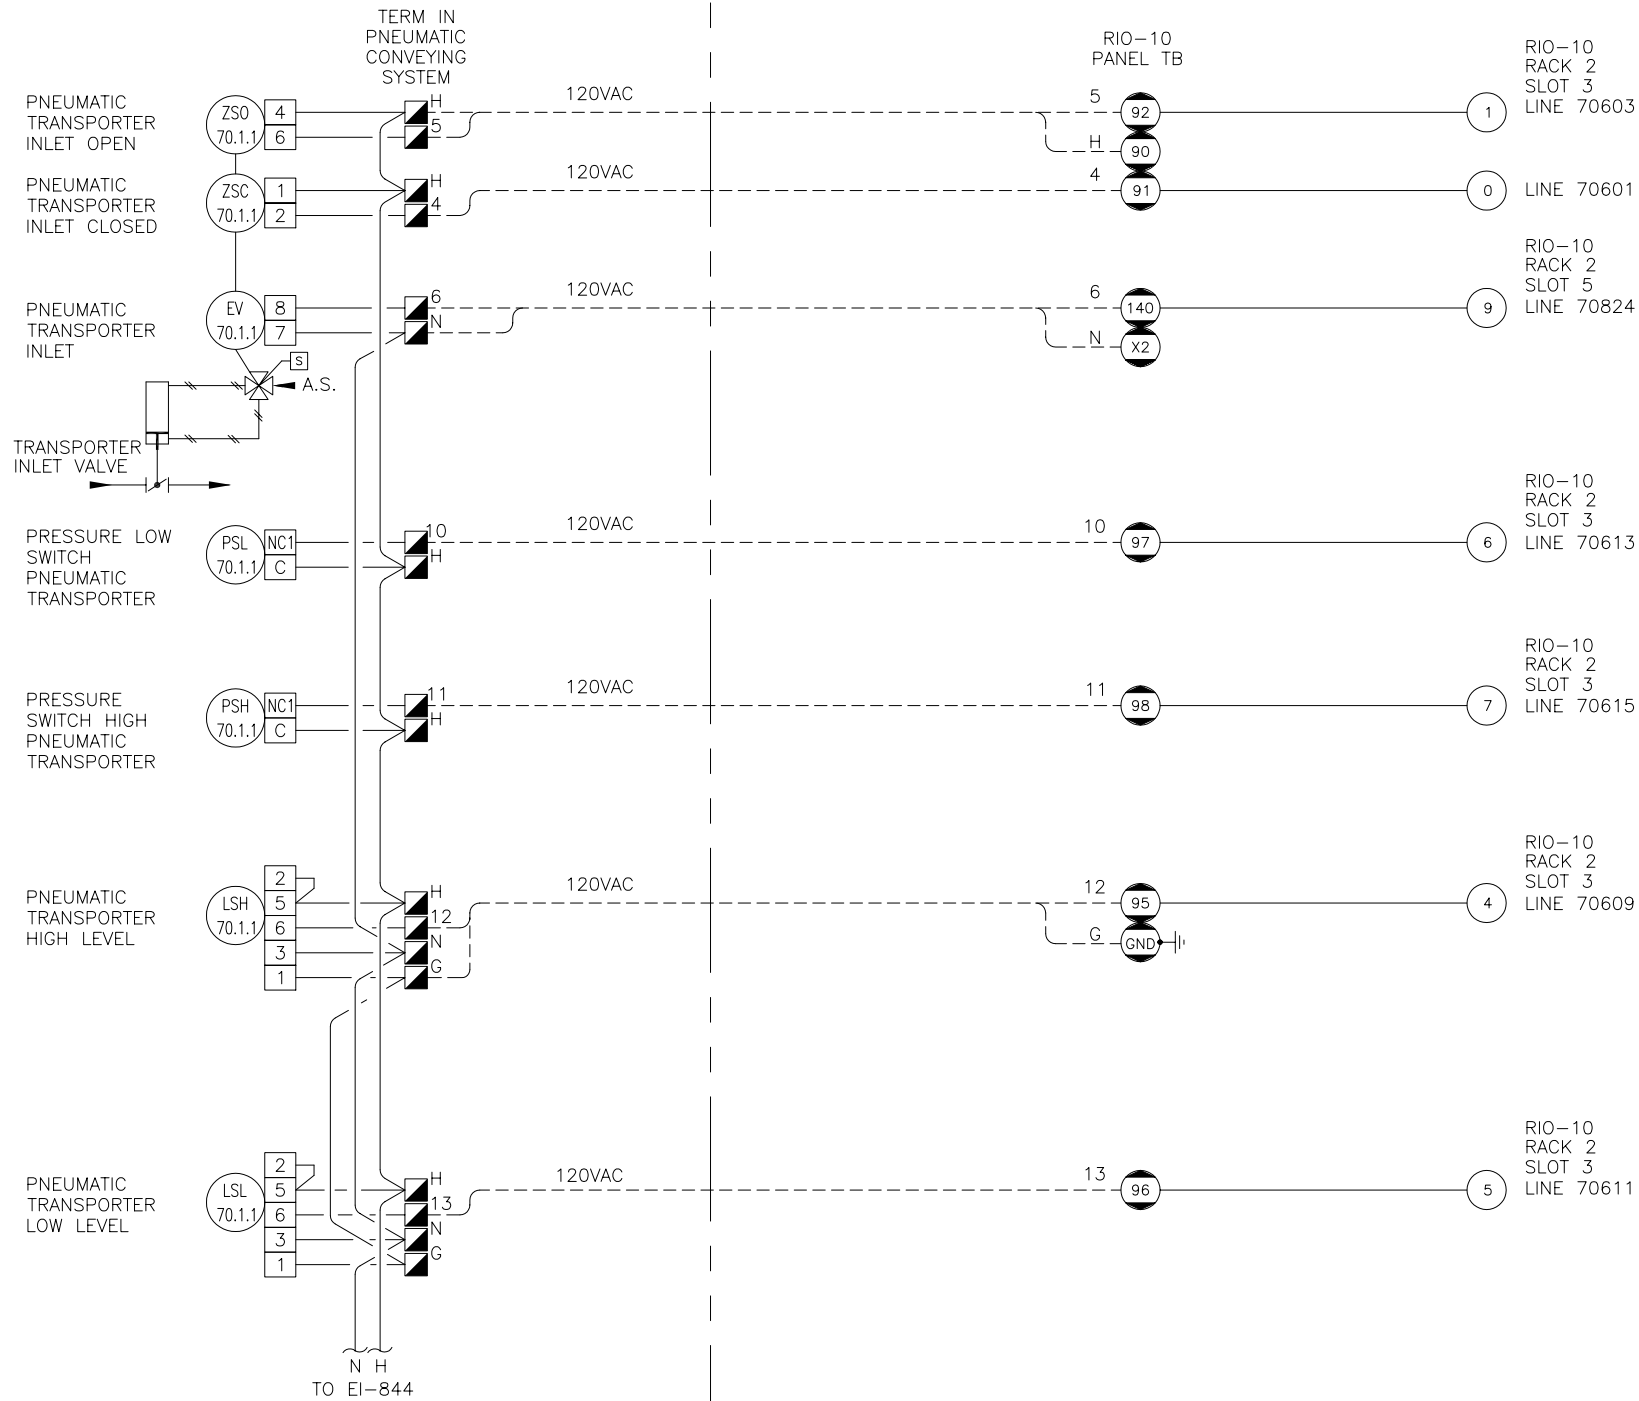 TERM IN
PNEUMATIC
CONVEYING
SYSTEM
RIO-10
PANEL TB
RIO-10
RACK 2
SLOT 3
LINE 70603
PNEUMATIC
TRANSPORTER
INLET OPEN
ZSO
70.1.1
4
6
H
5
120VAC
5
92
H
90
1
PNEUMATIC
TRANSPORTER
INLET CLOSED
ZSC
70.1.1
1
2
H
4
120VAC
4
91
0
LINE 70601
RIO-10
RACK 2
SLOT 5
LINE 70824
PNEUMATIC
TRANSPORTER
INLET
EV
70.1.1
8
7
6
N
120VAC
6
140
N
X2
9
S
A.S.
TRANSPORTER
INLET VALVE
RIO-10
RACK 2
SLOT 3
LINE 70613
PRESSURE LOW
SWITCH
PNEUMATIC
TRANSPORTER
PSL
70.1.1
NC1
C
10
H
120VAC
10
97
6
RIO-10
RACK 2
SLOT 3
LINE 70615
PRESSURE
SWITCH HIGH
PNEUMATIC
TRANSPORTER
PSH
70.1.1
NC1
C
11
H
120VAC
11
98
7
RIO-10
RACK 2
SLOT 3
LINE 70609
PNEUMATIC
TRANSPORTER
HIGH LEVEL
LSH
70.1.1
2
5
6
3
1
H
12
N
G
120VAC
12
95
G
GND
4
RIO-10
RACK 2
SLOT 3
LINE 70611
PNEUMATIC
TRANSPORTER
LOW LEVEL
LSL
70.1.1
2
5
6
3
1
H
13
N
G
120VAC
13
96
5
N H
TO EI-844